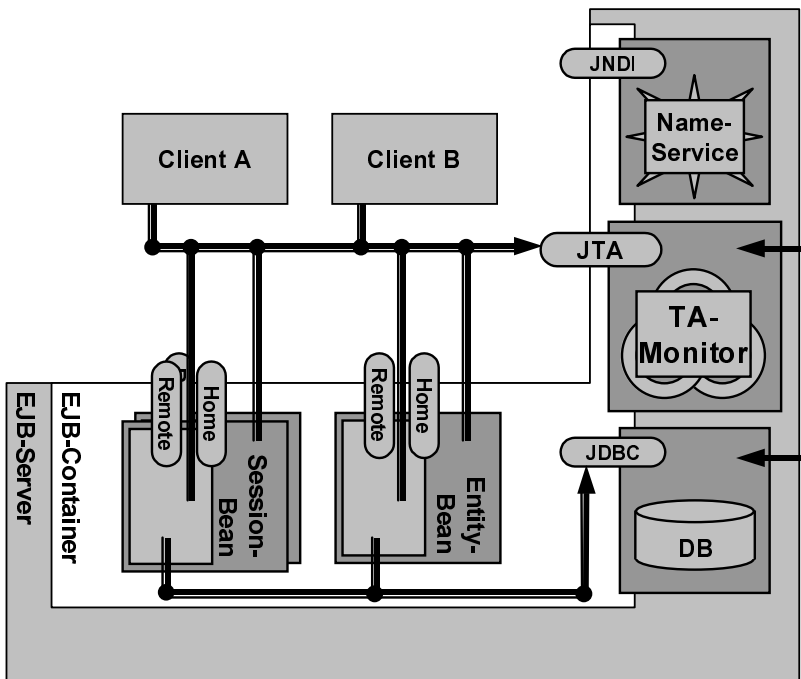 JNDI
Name-
Service
Client A
Client B
JTA
TA-
Monitor
EJB-Server
EJB-Container
Remote
Home
Session-
Bean
Remote
Home
Entity-
Bean
JDBC
DB